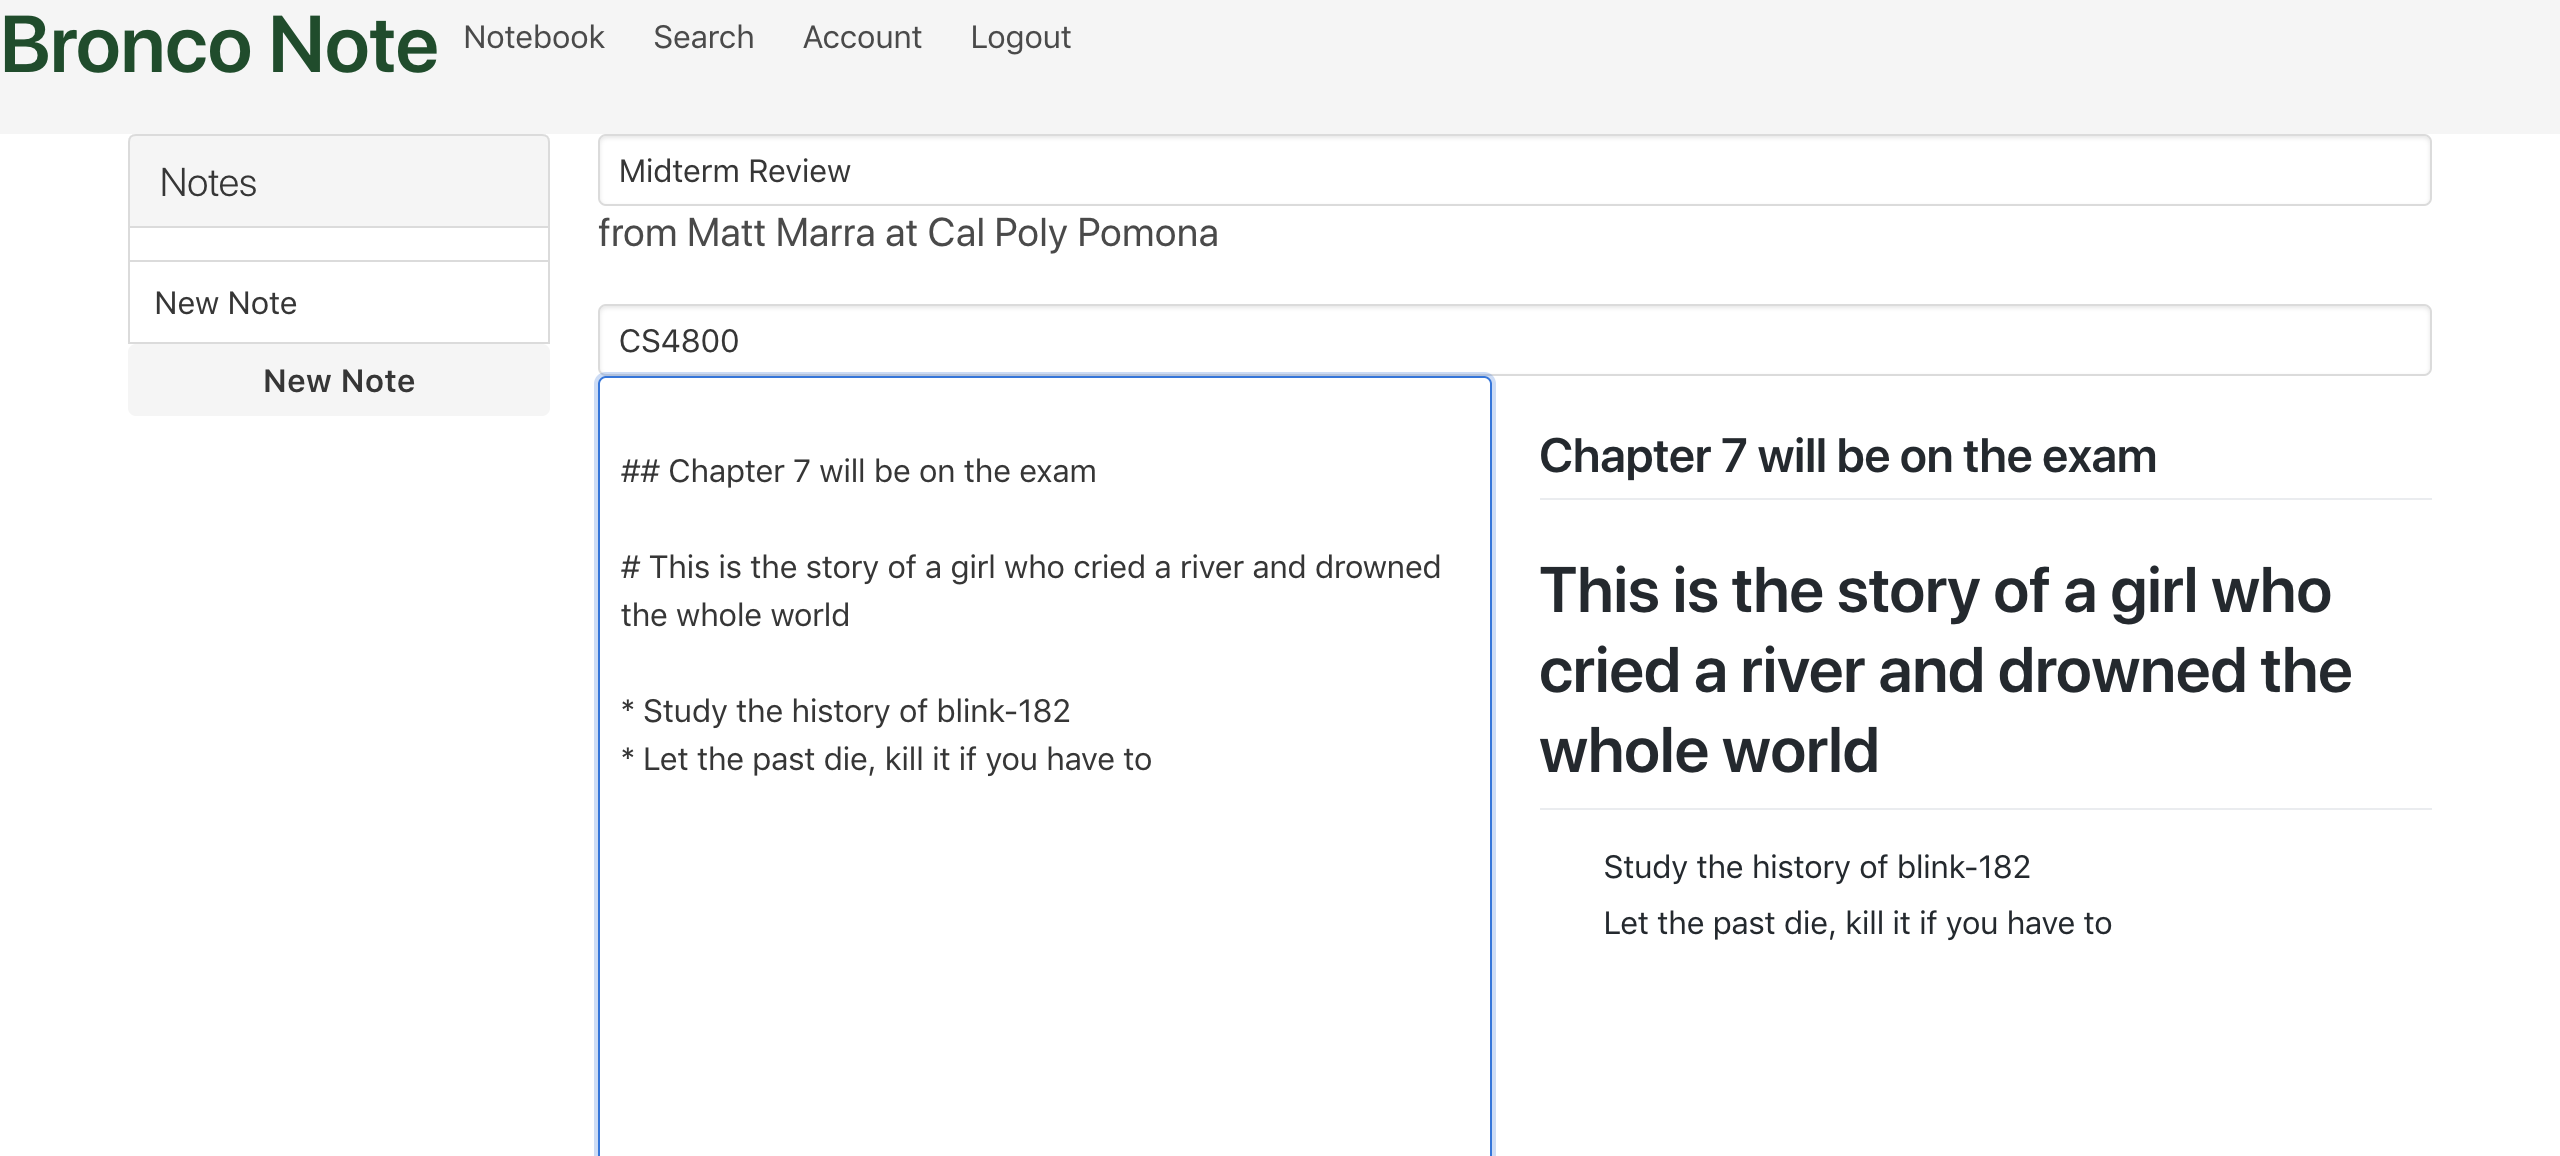 Bronco Note
Notebook
Search
Account
Logout
Notes
New Note
New Note
Midterm Review
from Matt Marra at Cal Poly Pomona
CS4800
## Chapter 7 will be on the exam
# This is the story of a girl who cried a river and drowned
the whole world
* Study the history of blink-182
* Let the past die, kill it if you have to
Chapter 7 will be on the exam
This is the story of a girl who
cried a river and drowned the
whole world
Study the history of blink-182
Let the past die, kill it if you have to